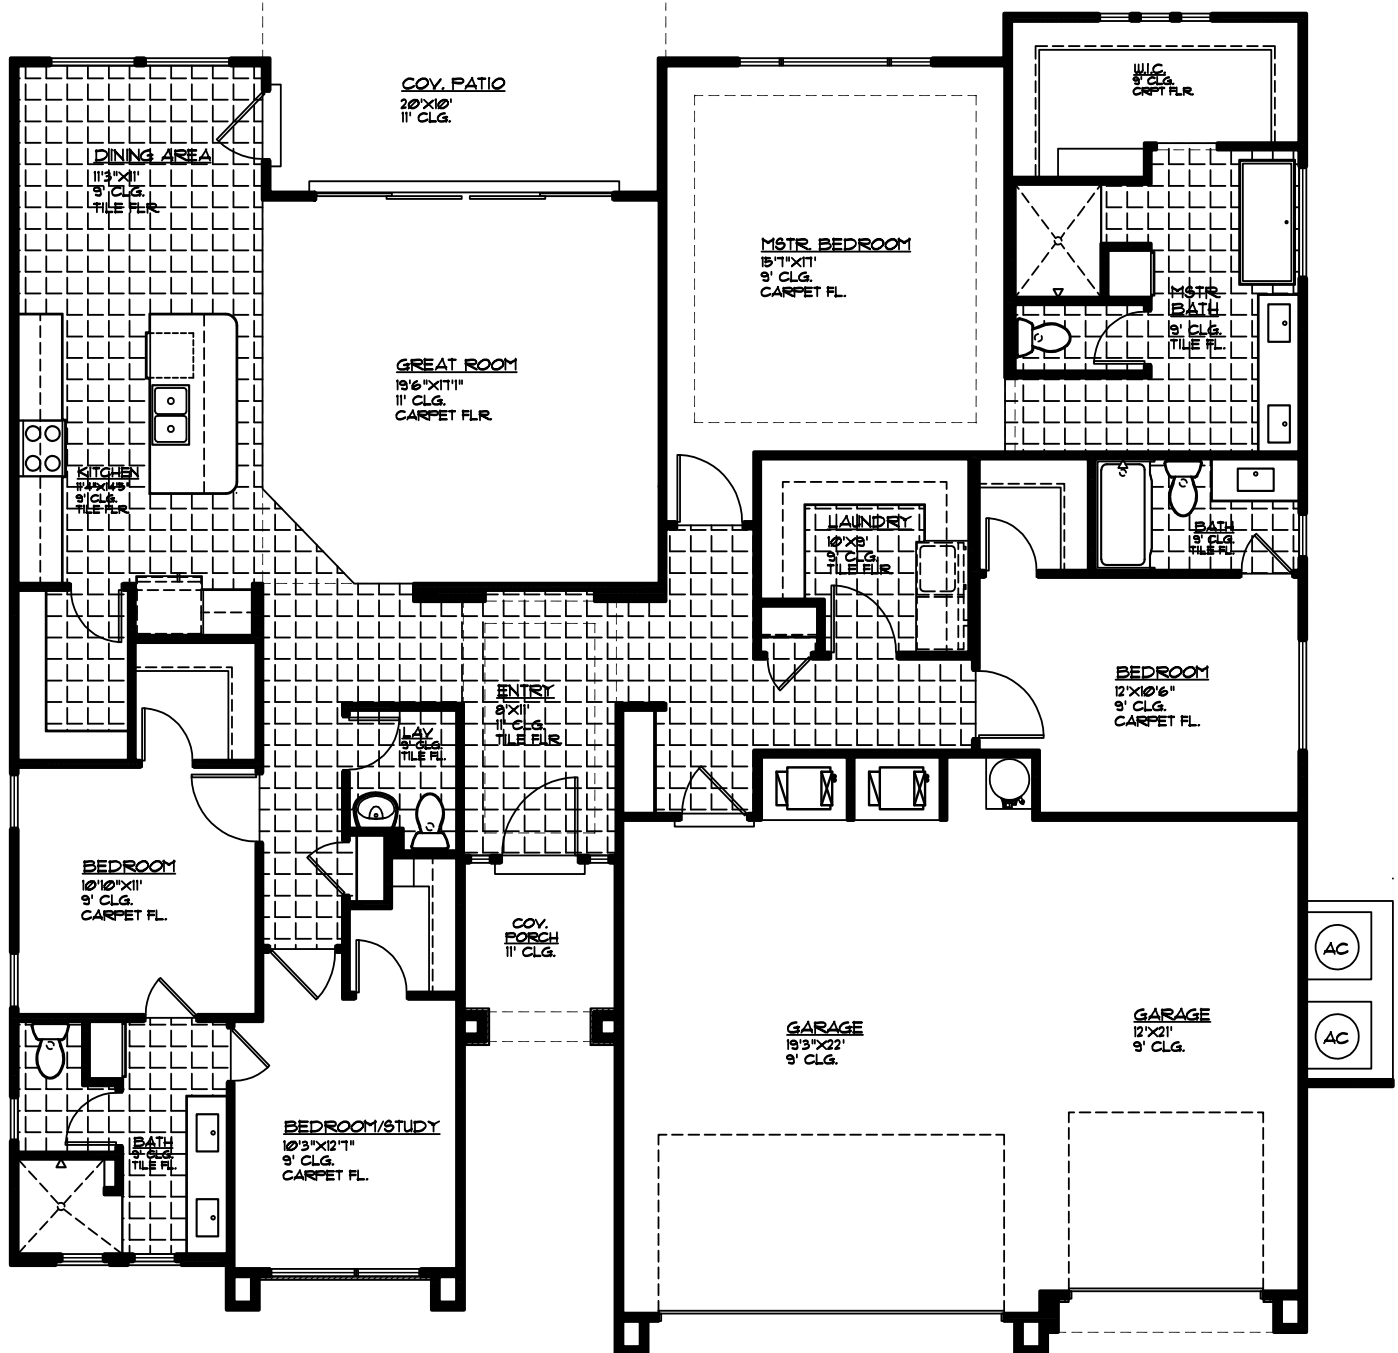 COV. PATIO
20'X10'
11' CLG.
W.I.C.
9' CLG.
CRPT FLR.
DINING AREA
11'3"X11'
9' CLG.
TILE FLR.
MSTR. BEDROOM
15'7"X17'
9' CLG.
CARPET FL.
MSTR.
BATH
9' CLG.
TILE FL.
GREAT ROOM
19'6"X17'1"
11' CLG.
CARPET FLR.
KITCHEN
9' CLG.
TILE FLR.
LAUNDRY
10'X9'
9' CLG.
TILE FLR.
BATH
9' CLG.
TILE FL.
BEDROOM
12'X10'6"
9' CLG.
CARPET FL.
ENTRY
8'X11'
11' CLG.
TILE FLR.
LAV.
9' CLG.
TILE FL.
BEDROOM
10'10"X11'
9' CLG.
CARPET FL.
COV.
PORCH
11' CLG.
AC
AC
GARAGE
19'3"X22'
9' CLG.
GARAGE
12'X21'
9' CLG.
BEDROOM/STUDY
10'3"X12'7"
9' CLG.
CARPET FL.
BATH
9' CLG.
TILE FL.